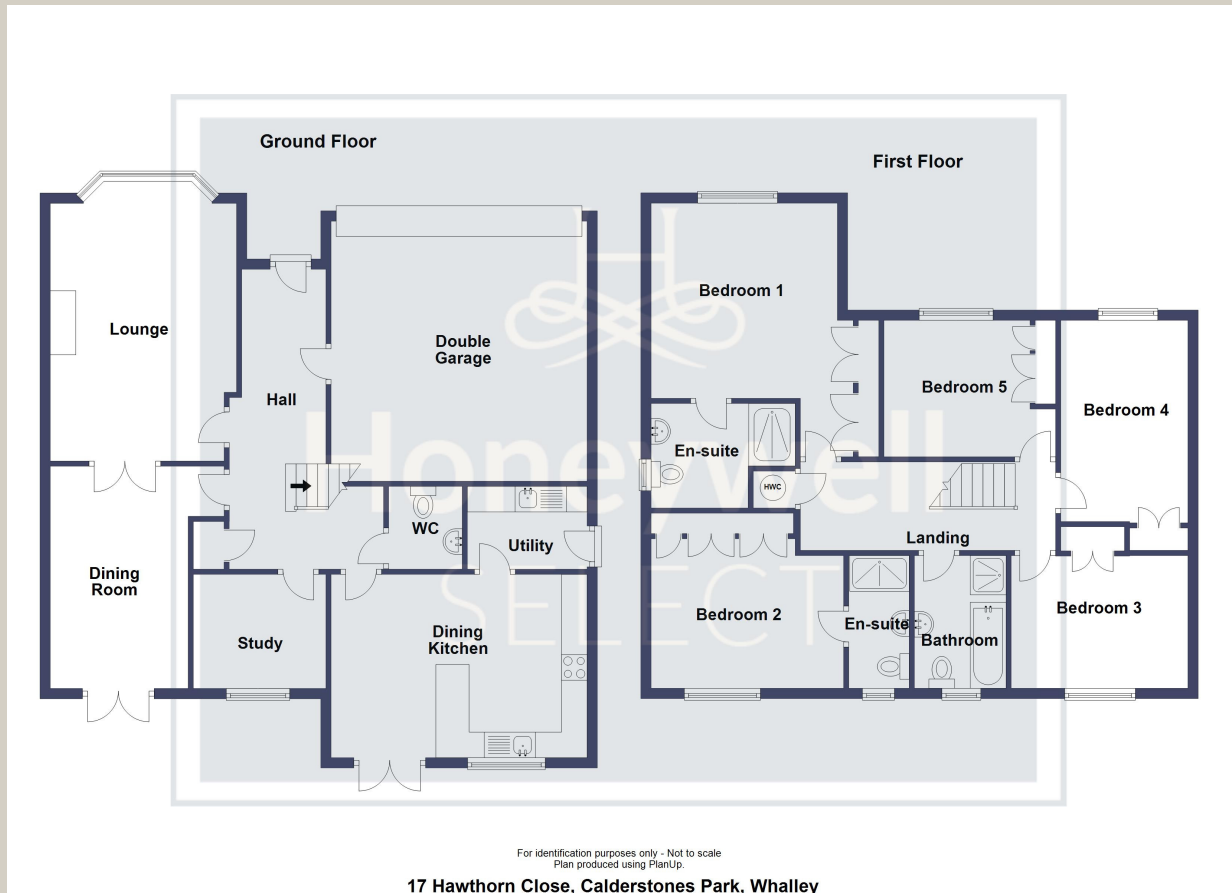 Ground Floor
First Floor
Lounge
Hall
Double
Garage
Dining
Room
Study
WC
Utility
Dining
Kitchen
Bedroom 1
En-suite
HWC
Bedroom 5
Bedroom 4
Landing
Bedroom 2
En-suite
Bathroom
Bedroom 3
Honeywell
SELECT
For identification purposes only - Not to scale
Plan produced using PlanUp.
17 Hawthorn Close, Calderstones Park, Whalley